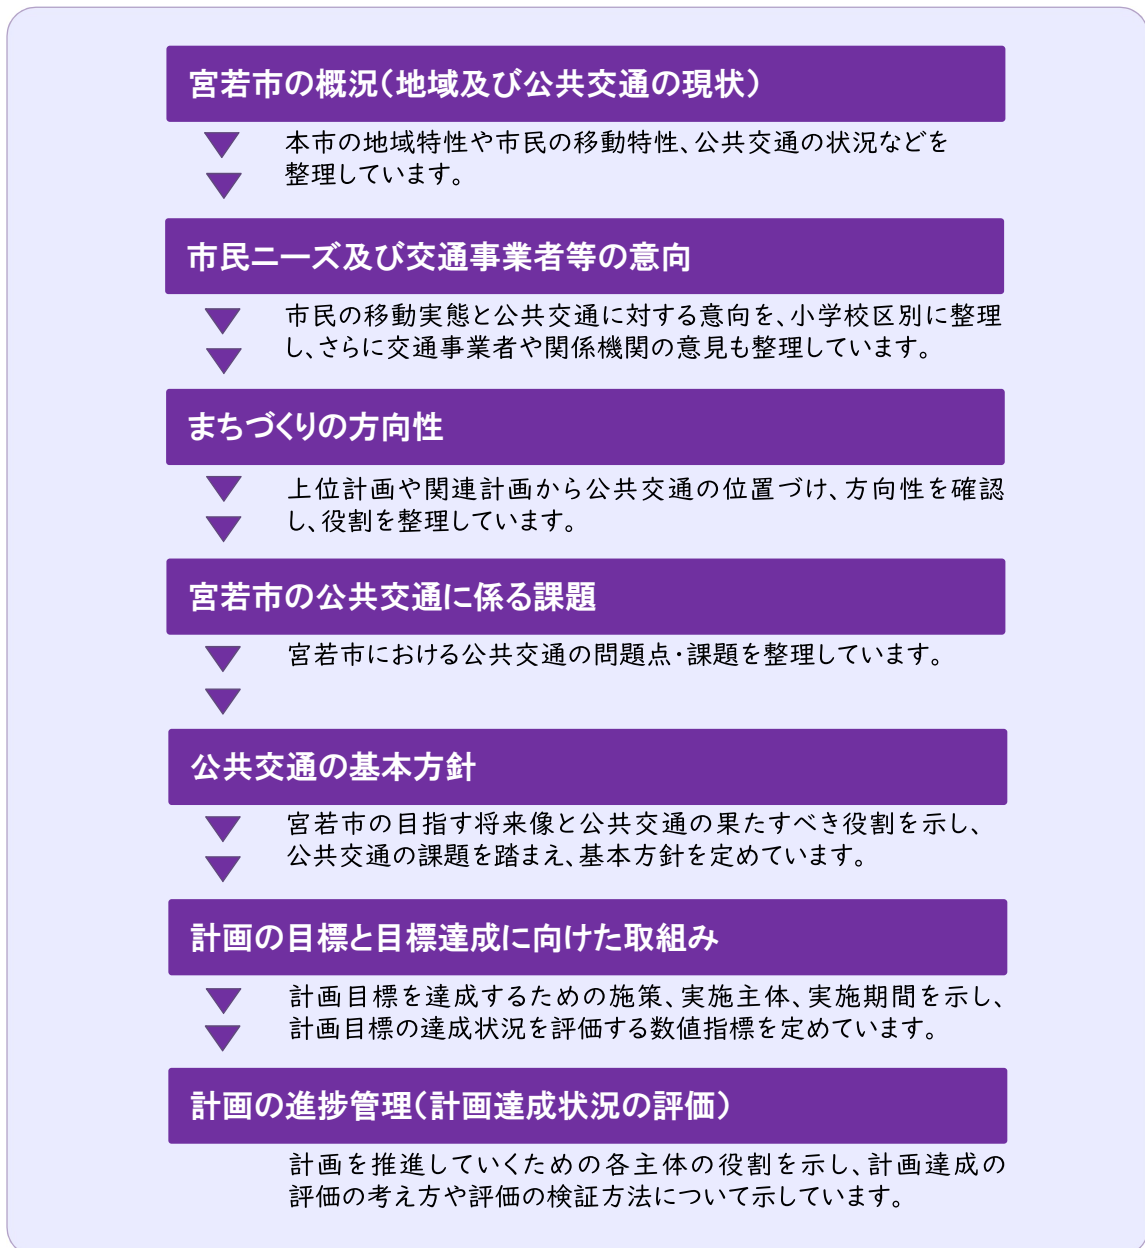 宮若市の概況（地域及び公共交通の現状）
本市の地域特性や市民の移動特性、公共交通の状況などを
整理しています。
市民ニーズ及び交通事業者等の意向
市民の移動実態と公共交通に対する意向を、小学校区別に整理
し、さらに交通事業者や関係機関の意見も整理しています。
まちづくりの方向性
上位計画や関連計画から公共交通の位置づけ、方向性を確認
し、役割を整理しています。
宮若市の公共交通に係る課題
宮若市における公共交通の問題点・課題を整理しています。
公共交通の基本方針
宮若市の目指す将来像と公共交通の果たすべき役割を示し、
公共交通の課題を踏まえ、基本方針を定めています。
計画の目標と目標達成に向けた取組み
計画目標を達成するための施策、実施主体、実施期間を示し、
計画目標の達成状況を評価する数値指標を定めています。
計画の進捗管理（計画達成状況の評価）
計画を推進していくための各主体の役割を示し、計画達成の
評価の考え方や評価の検証方法について示しています。